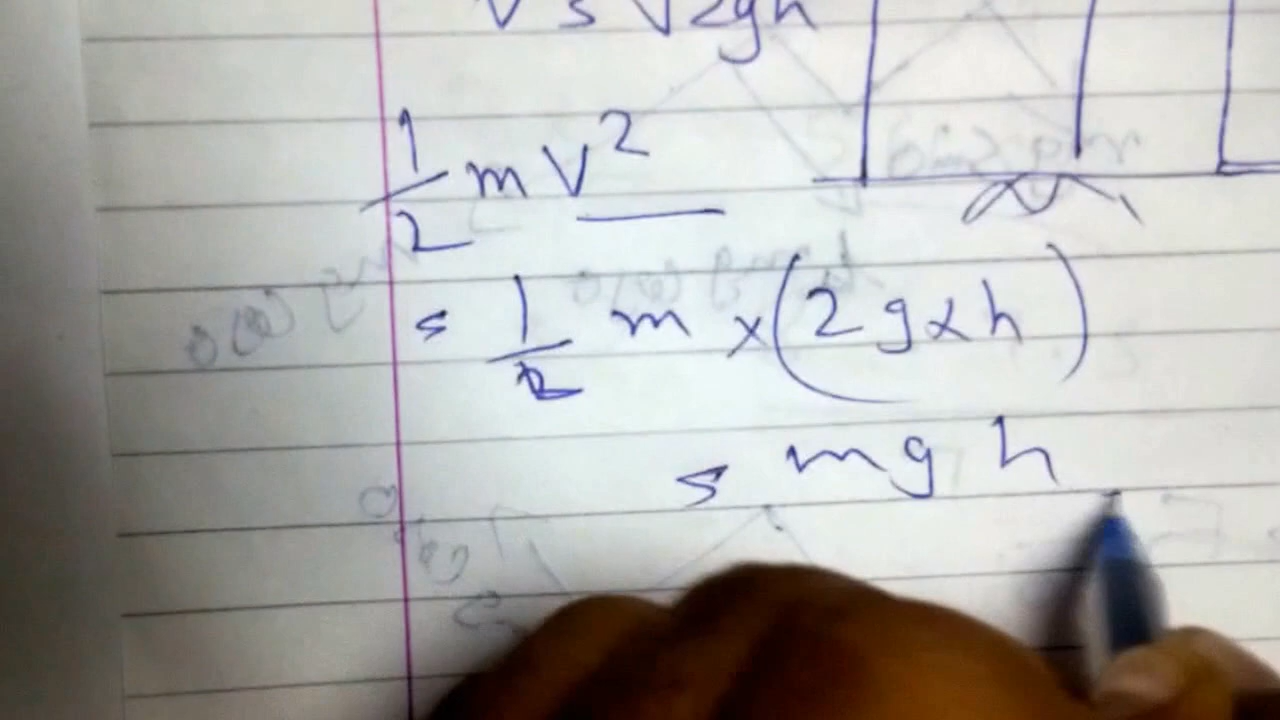 V = √2gh
1/2 mv²
= 1/2 m × (2g×h)
= mgh